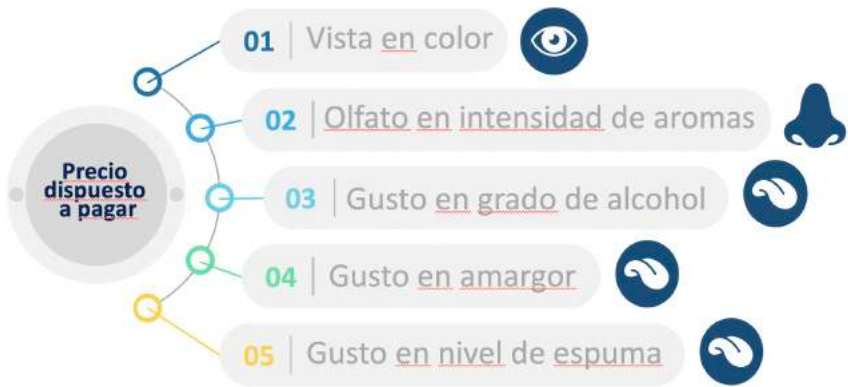 Precio
dispuesto
a pagar
01 Vista en color
02 Olfato en intensidad de aromas
03 Gusto en grado de alcohol
04 Gusto en amargor
05 Gusto en nivel de espuma